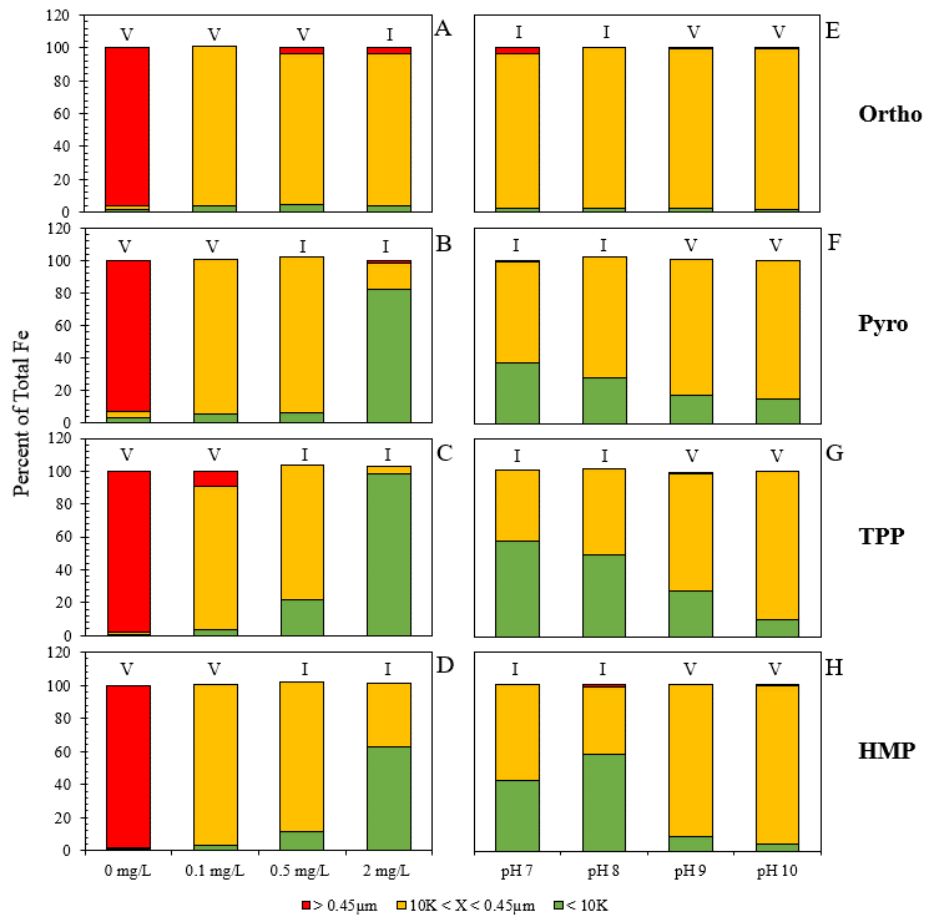 V V V I A
I I V V E
120
100
80
60
40
20
0
Ortho
V V I I B
I I V V F
120
100
80
60
40
20
0
Pyro
Percent of Total Fe
V V I I C
I I V V G
120
100
80
60
40
20
0
TPP
V V I I D
I I V V H
120
100
80
60
40
20
0
HMP
0 mg/L 0.1 mg/L 0.5 mg/L 2 mg/L
pH 7 pH 8 pH 9 pH 10
> 0.45µm 10K < X < 0.45µm < 10K